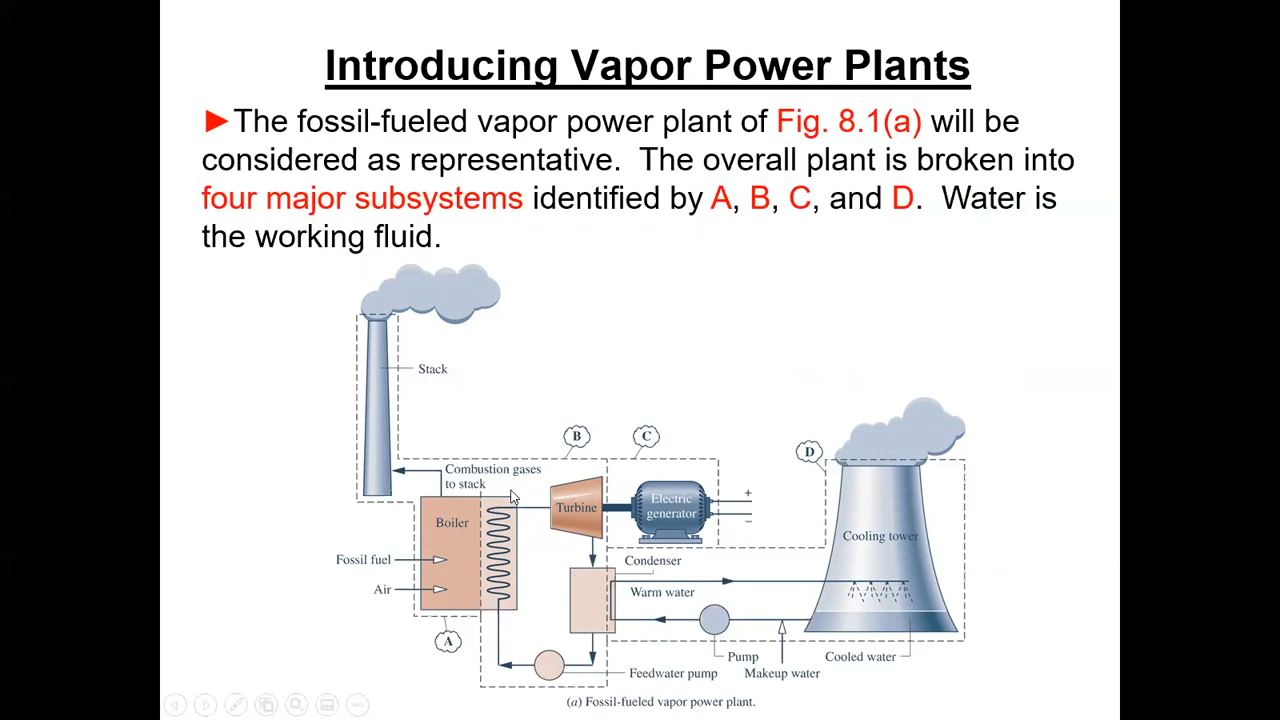 Introducing Vapor Power Plants
►The fossil-fueled vapor power plant of Fig. 8.1(a) will be
considered as representative. The overall plant is broken into
four major subsystems identified by A, B, C, and D. Water is
the working fluid.
Stack
B
C
D
Combustion gases
to stack
Boiler
Turbine
Electric
generator
+
–
Cooling tower
Fossil fuel
Air
Condenser
Warm water
A
Pump
Cooled water
Feedwater pump
Makeup water
(a) Fossil-fueled vapor power plant.